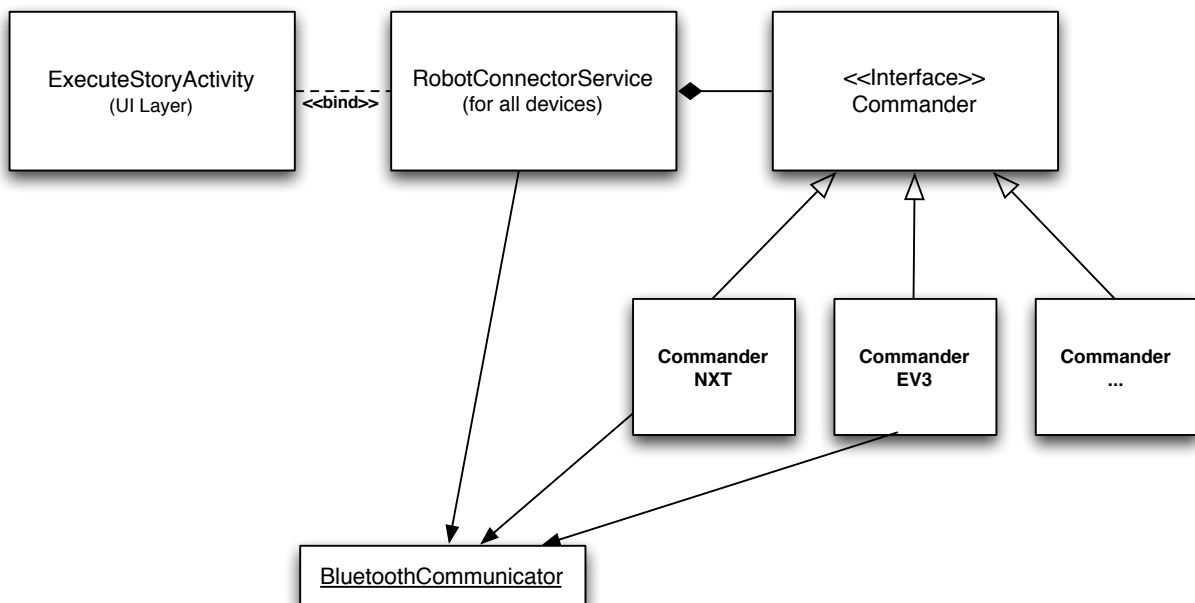 ExecuteStoryActivity
(UI Layer)
<<bind>>
RobotConnectorService
(for all devices)
<<Interface>>
Commander
Commander
NXT
Commander
EV3
Commander
...
BluetoothCommunicator